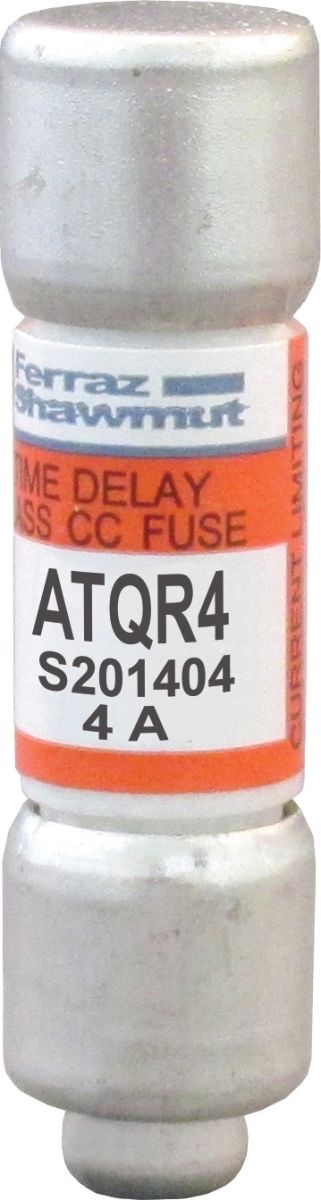 Ferraz
Shawmut
TIME DELAY
ASS CC FUSE
ATQR4
S201404
4 A
CURRENT LIMITING